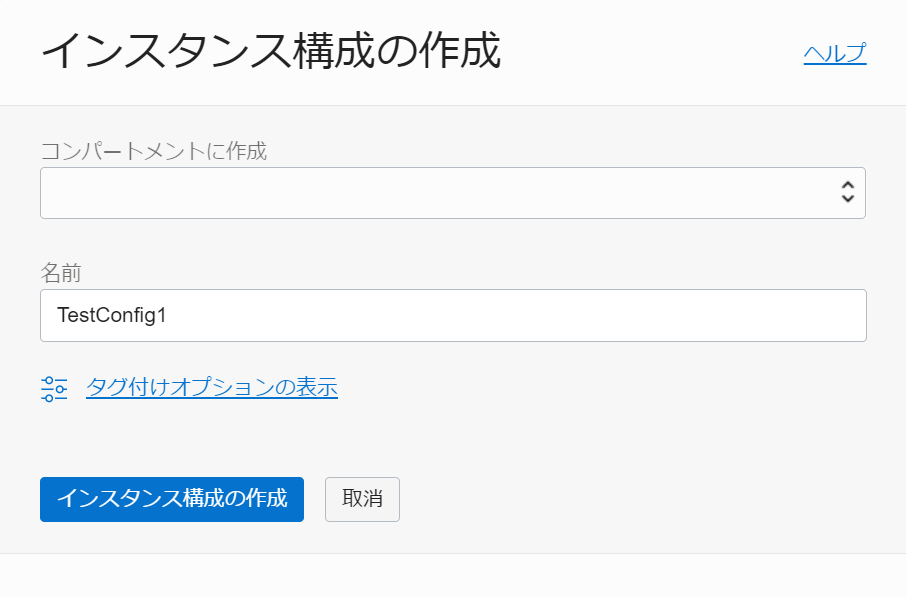 インスタンス構成の作成
ヘルプ
コンパートメントに作成
名前
TestConfig1
タグ付けオプションの表示
インスタンス構成の作成
取消